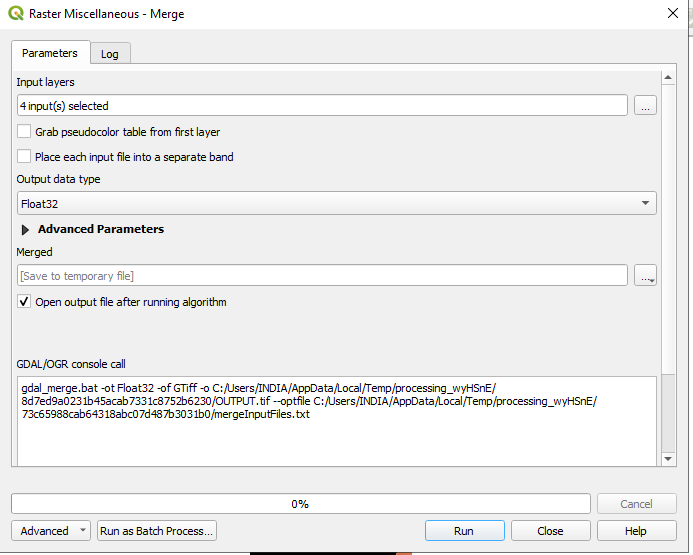 Raster Miscellaneous - Merge
Parameters
Log
Input layers
4 input(s) selected
...
Grab pseudocolor table from first layer
Place each input file into a separate band
Output data type
Float32
Advanced Parameters
Merged
[Save to temporary file]
...
Open output file after running algorithm
GDAL/OGR console call
gdal_merge.bat -ot Float32 -of GTiff -o C:/Users/INDIA/AppData/Local/Temp/processing_wyHSnE/
8d7ed9a0231b45acab7331c8752b6230/OUTPUT.tif --optfile C:/Users/INDIA/AppData/Local/Temp/processing_wyHSnE/
73c65988cab64318abc07d487b3031b0/mergeInputFiles.txt
0%
Cancel
Advanced
Run as Batch Process...
Run
Close
Help